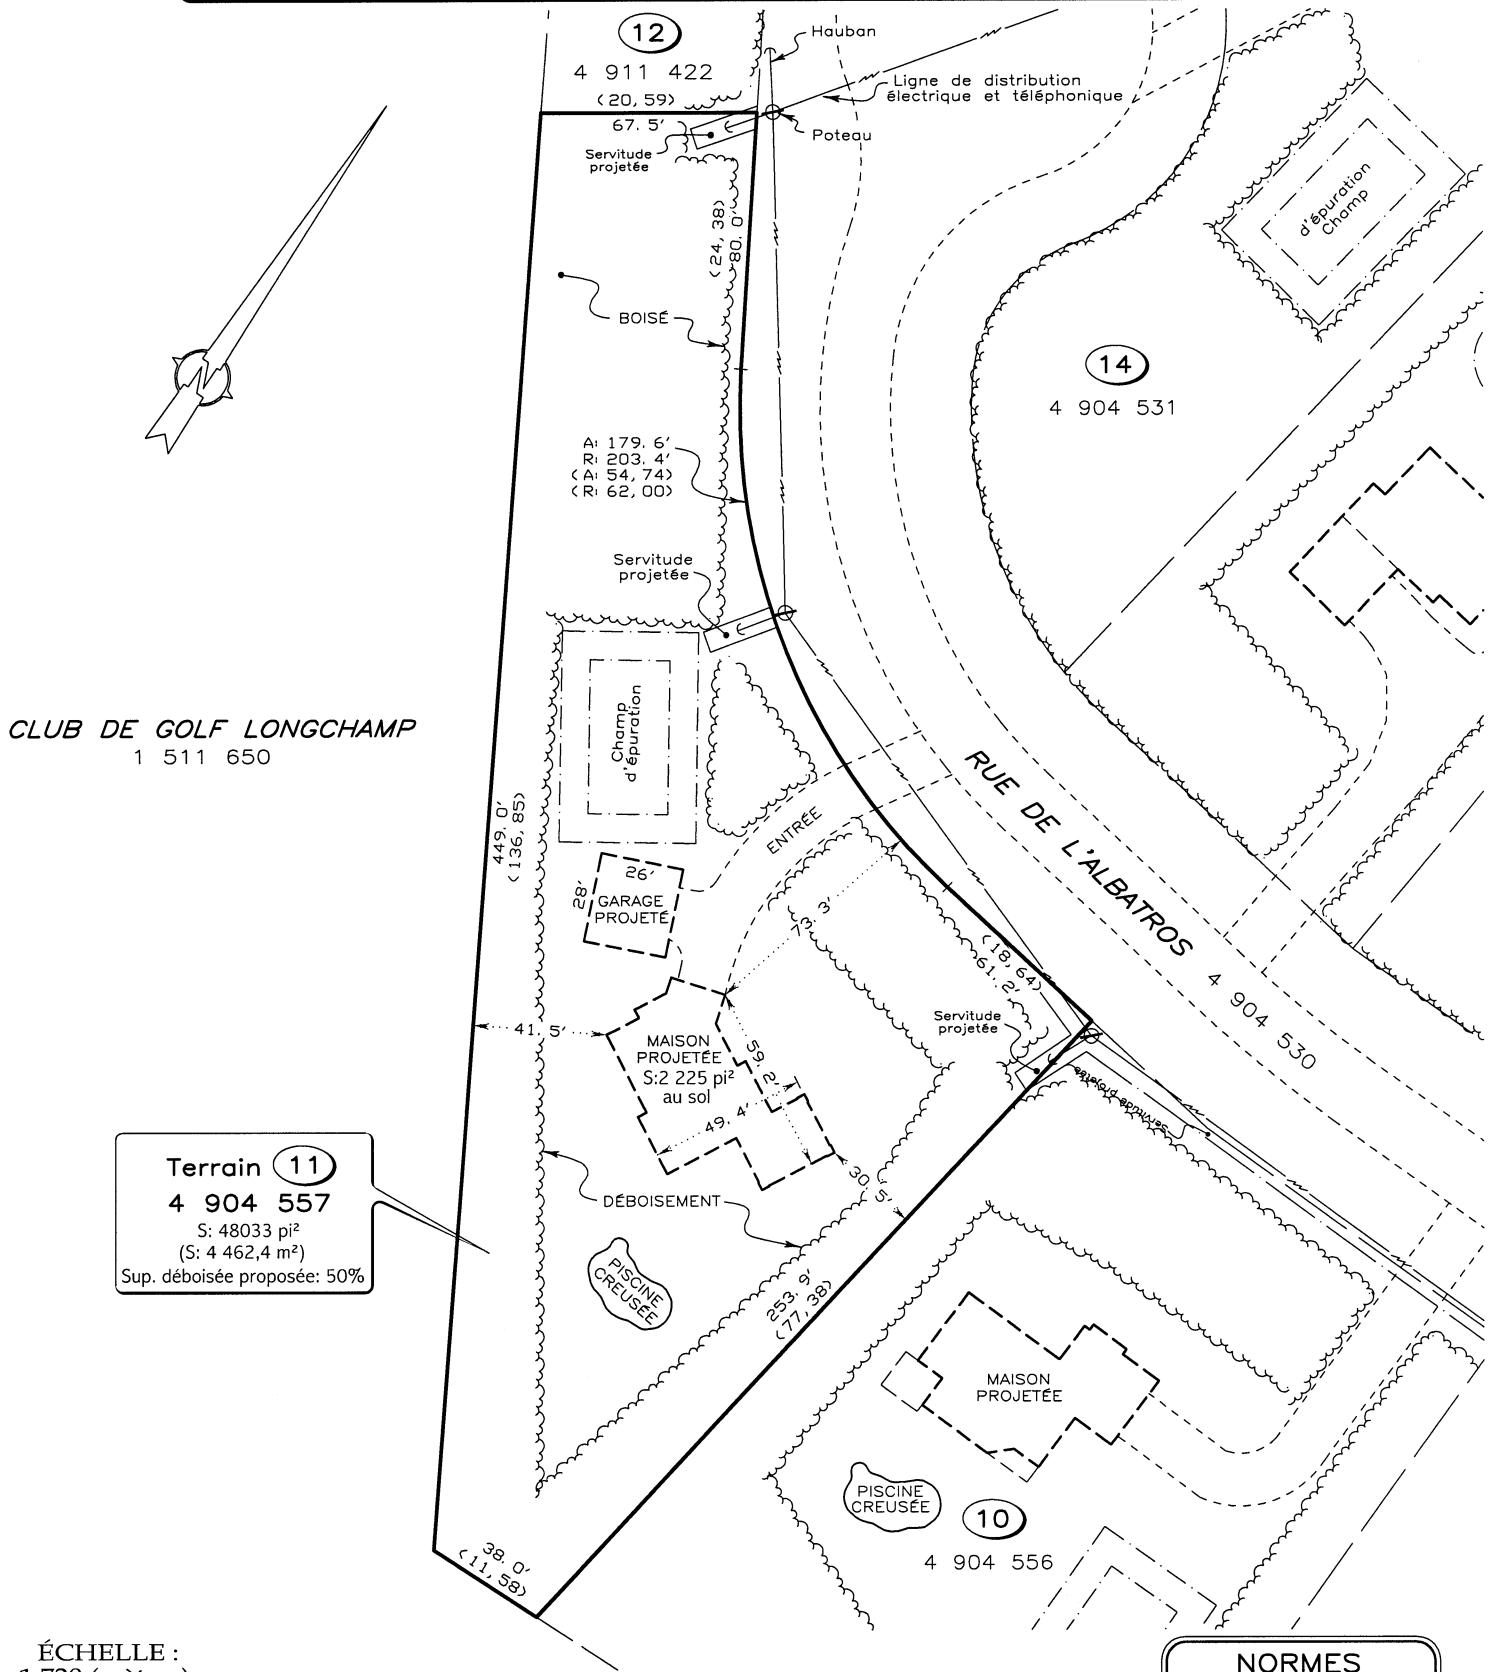 12
4 911 422
(20,59)
67.5'
Hauban
Ligne de distribution
électrique et téléphonique
Poteau
Servitude
projetée
(24,38)
80.0'
BOISÉ
Champ
d'épuration
14
4 904 531
A: 179.6'
R: 203.4'
(A: 54,74)
(R: 62,00)
Servitude
projetée
CLUB DE GOLF LONGCHAMP
1 511 650
Champ
d'épuration
449.0'
(136,85)
ENTRÉE
RUE DE L'ALBATROS 4 904 530
26'
28'
GARAGE
PROJETÉ
73.3'
(18,64)
61.2'
Servitude
projetée
41.5'
MAISON
PROJETÉE
S:2 225 pi²
au sol
59.2'
49.4'
Servitude projetée
30.5'
Terrain 11
4 904 557
S: 48033 pi²
(S: 4 462,4 m²)
Sup. déboisée proposée: 50%
DÉBOISEMENT
PISCINE
CREUSÉE
253.9'
(77,38)
MAISON
PROJETÉE
PISCINE
CREUSÉE
10
4 904 556
38.0'
(11,58)
ÉCHELLE :
NORMES